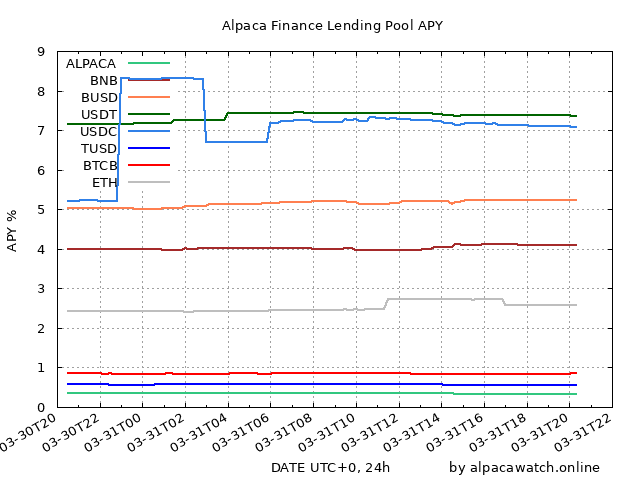 Alpaca Finance Lending Pool APY
9
8
7
6
5
4
3
2
1
0
APY %
ALPACA
BNB
BUSD
USDT
USDC
TUSD
BTCB
ETH
03-30T20
03-30T22
03-31T00
03-31T02
03-31T04
03-31T06
03-31T08
03-31T10
03-31T12
03-31T14
03-31T16
03-31T18
03-31T20
03-31T22
DATE UTC+0, 24h
by alpacawatch.online